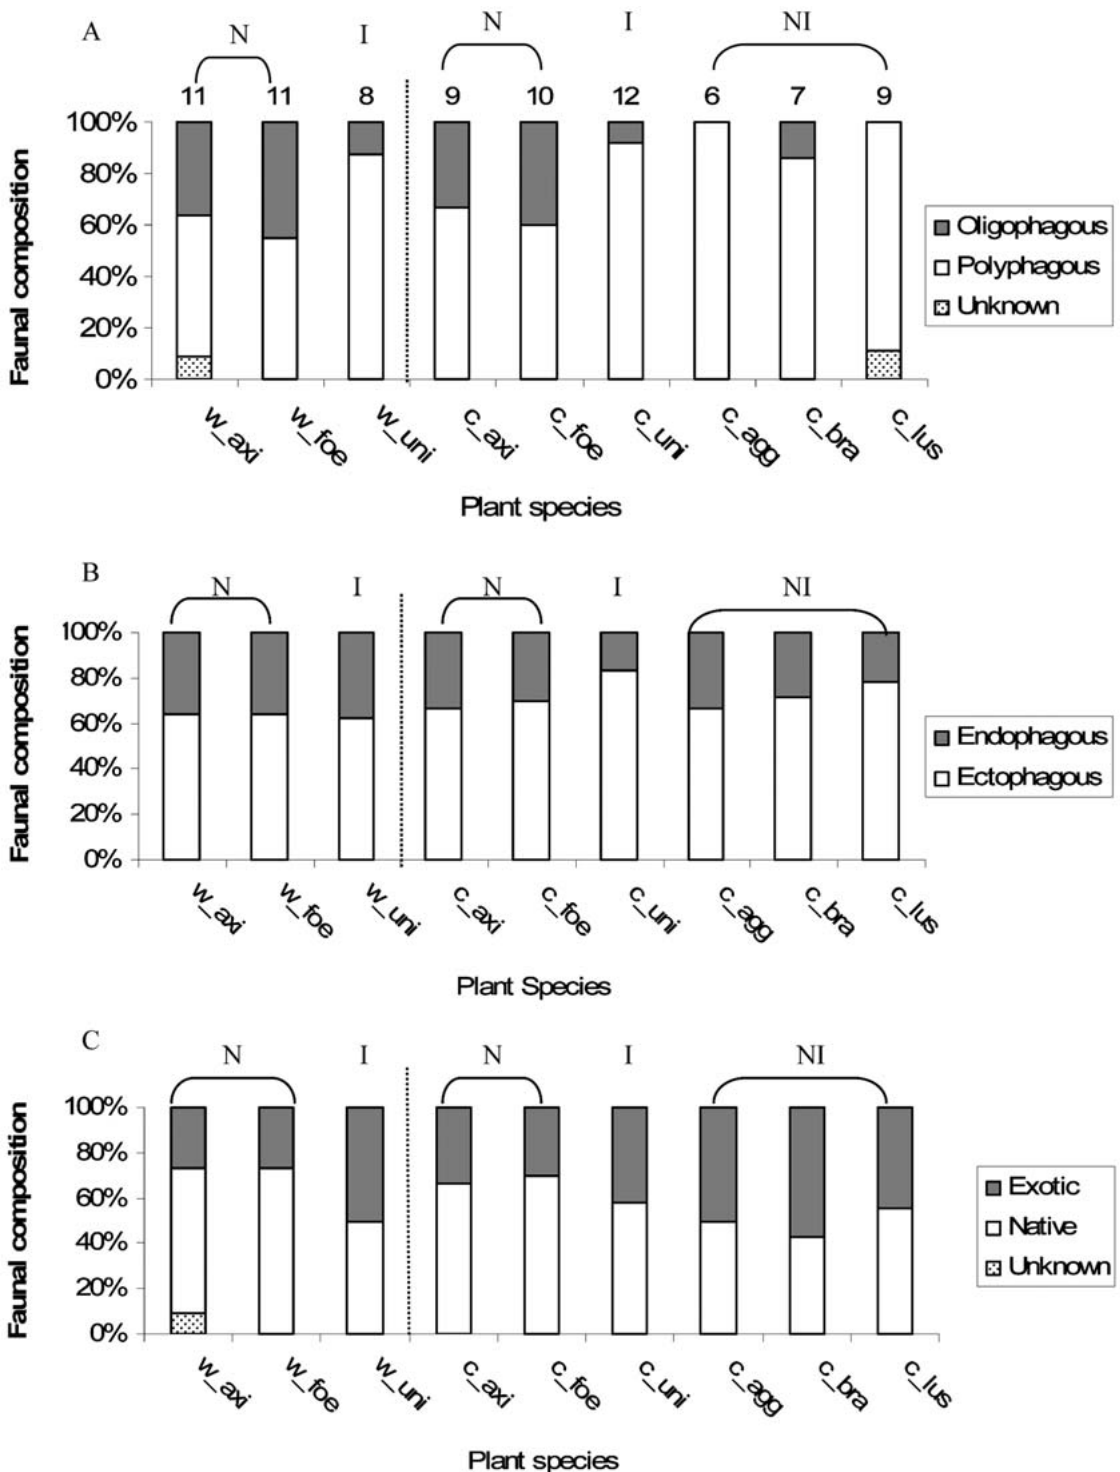 A
N I N I NI
11 11 8 9 10 12 6 7 9
100%
80%
60%
40%
20%
0%
Faunal composition
w_axi w_foe w_uni c_axi c_foe c_uni c_agg c_bra c_lus
Plant species
Oligophagous
Polyphagous
Unknown
B
N I N I NI
100%
80%
60%
40%
20%
0%
Faunal composition
w_axi w_foe w_uni c_axi c_foe c_uni c_agg c_bra c_lus
Plant Species
Endophagous
Ectophagous
C
N I N I NI
100%
80%
60%
40%
20%
0%
Faunal composition
w_axi w_foe w_uni c_axi c_foe c_uni c_agg c_bra c_lus
Plant species
Exotic
Native
Unknown